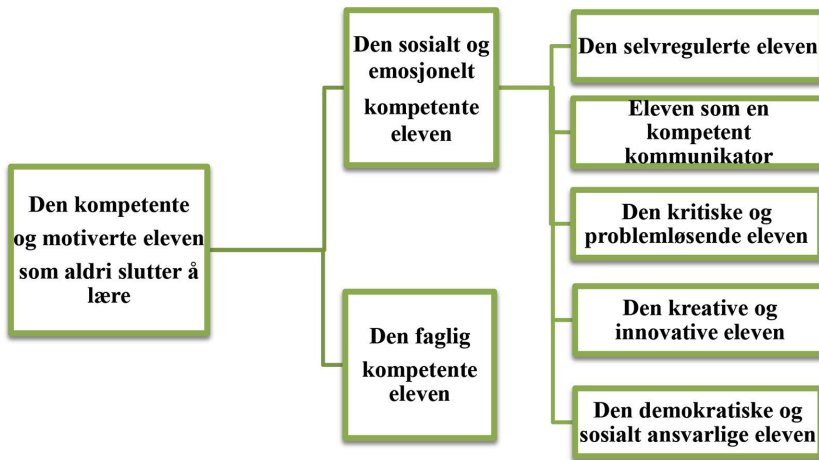 Den kompetente
og motiverte eleven
som aldri slutter å
lære
Den sosialt og
emosjonelt
kompetente
eleven
Den faglig
kompetente
eleven
Den selvregulerte eleven
Eleven som en
kompetent
kommunikator
Den kritiske og
problemløsende eleven
Den kreative og
innovative eleven
Den demokratiske og
sosialt ansvarlige eleven